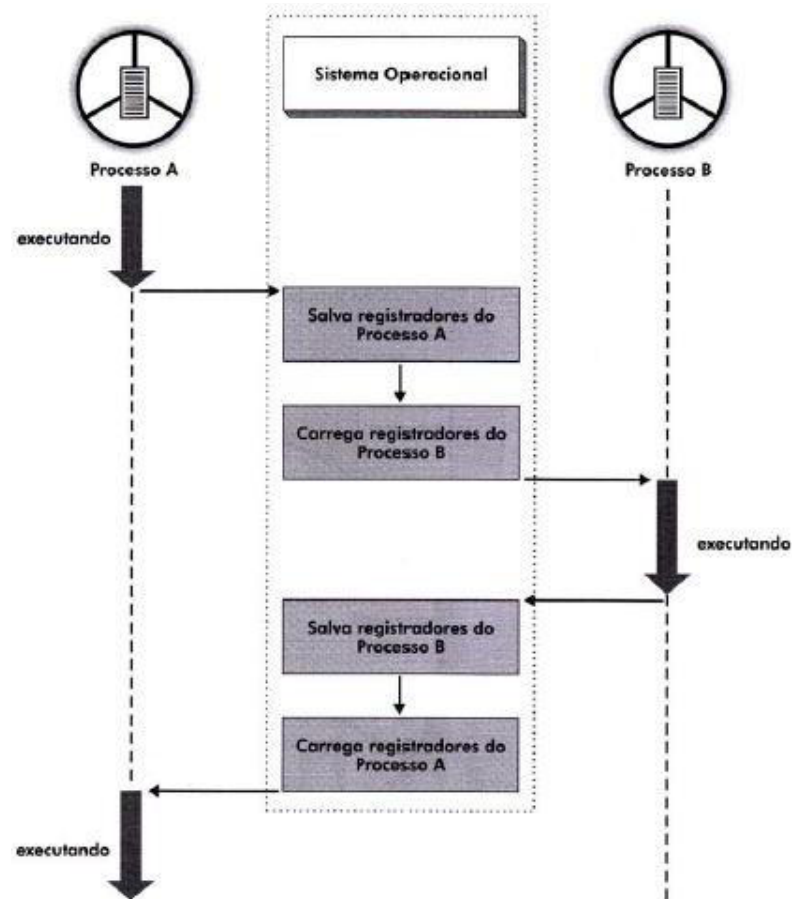 Sistema Operacional
Processo A
Processo B
executando
Salva registradores do
Processo A
Carrega registradores do
Processo B
executando
Salva registradores do
Processo B
Carrega registradores do
Processo A
executando